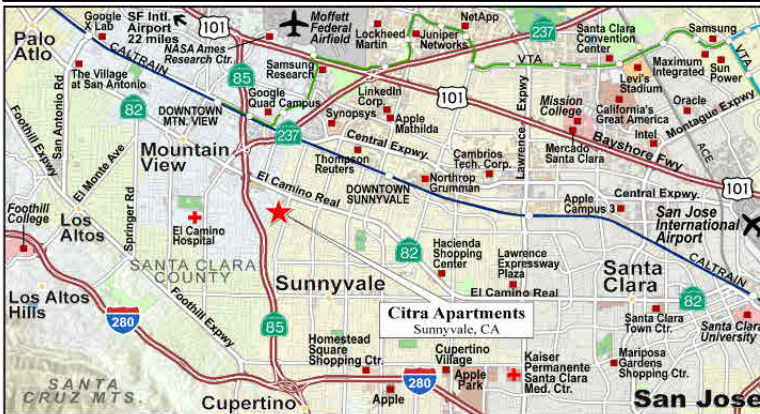 Google
X Lab
SF Intl.
Airport
22 miles
101
Moffett
Federal
Airfield
NASA Ames
Research Ctr.
Lockheed
Martin
Juniper
Networks
NetApp
237
Santa Clara
Convention
Center
Samsung
VTA
VTA
Palo
Atlo
CALTRAIN
The Village
at San Antonio
85
Samsung
Research
Levi's
Stadium
Maximum
Integrated
Sun
Power
San Antonio Rd
82
Google
Quad Campus
LinkedIn
Corp.
101
Lawrence Expwy
Mission
College
California's
Great America
Oracle
Foothill Expwy
DOWNTOWN
MTN. VIEW
237
Synopsys
Apple
Mathilda
Intel
Montague Expwy
Mountain
View
Central Expwy.
Mercado
Santa Clara
Bayshore Fwy
ACE
El Monte Ave
Thompson
Reuters
Cambrios
Tech. Corp.
Northrop
Grumman
El Camino Real
DOWNTOWN
SUNNYVALE
Central Expwy.
101
Foothill
College
Los
Altos
Springer Rd
El Camino
Hospital
Apple
Campus 3
San Jose
International
Airport
82
Hacienda
Shopping
Center
Lawrence
Expressway
Plaza
CALTRAIN
SANTA CLARA
COUNTY
Sunnyvale
El Camino Real
Santa
Clara
82
Los Altos
Hills
280
Foothill Expwy
85
Citra Apartments
Sunnyvale, CA
Santa Clara
Town Ctr.
Santa Clara
University
Homestead
Square
Shopping Ctr.
Cupertino
Village
Kaiser
Permanente
Santa Clara
Med. Ctr.
Mariposa
Gardens
Shopping Ctr.
SANTA
CRUZ MTS.
Cupertino
Apple
280
Apple
Park
San Jose